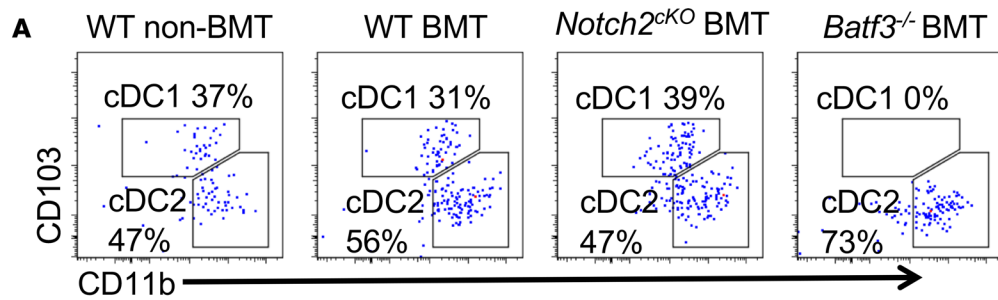 A
WT non-BMT
WT BMT
Notch2cKO BMT
Batf3-/- BMT
cDC1 37%
cDC1 31%
cDC1 39%
cDC1 0%
CD103
cDC2
47%
cDC2
56%
cDC2
47%
cDC2
73%
CD11b